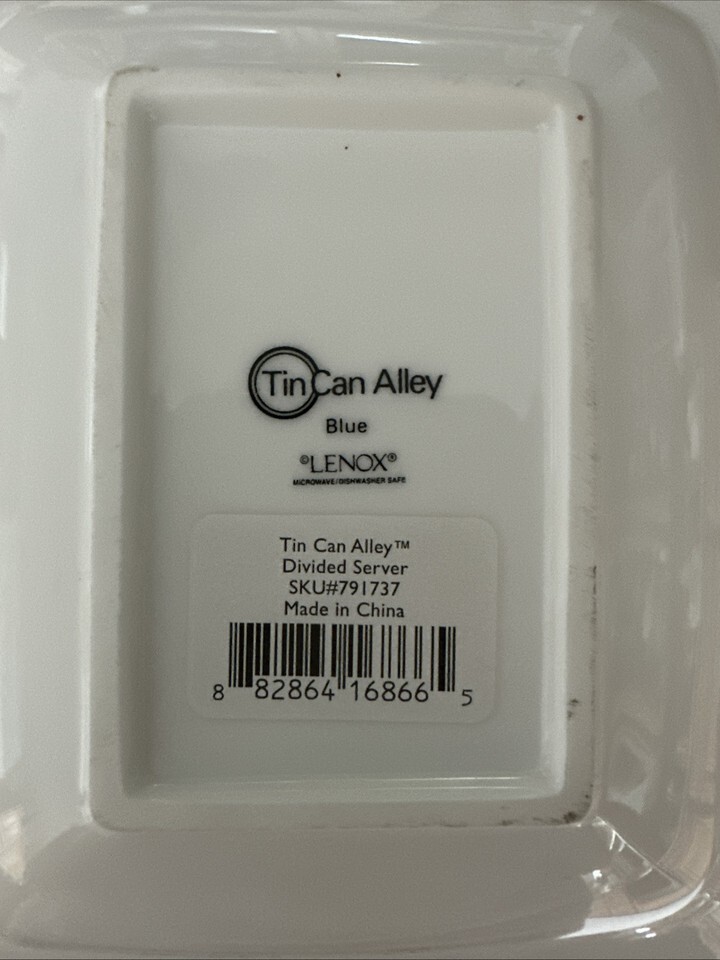 Tin Can Alley
Blue
©LENOX®
MICROWAVE/DISHWASHER SAFE
Tin Can Alley™
Divided Server
SKU#791737
Made in China
8 82864 16866 5